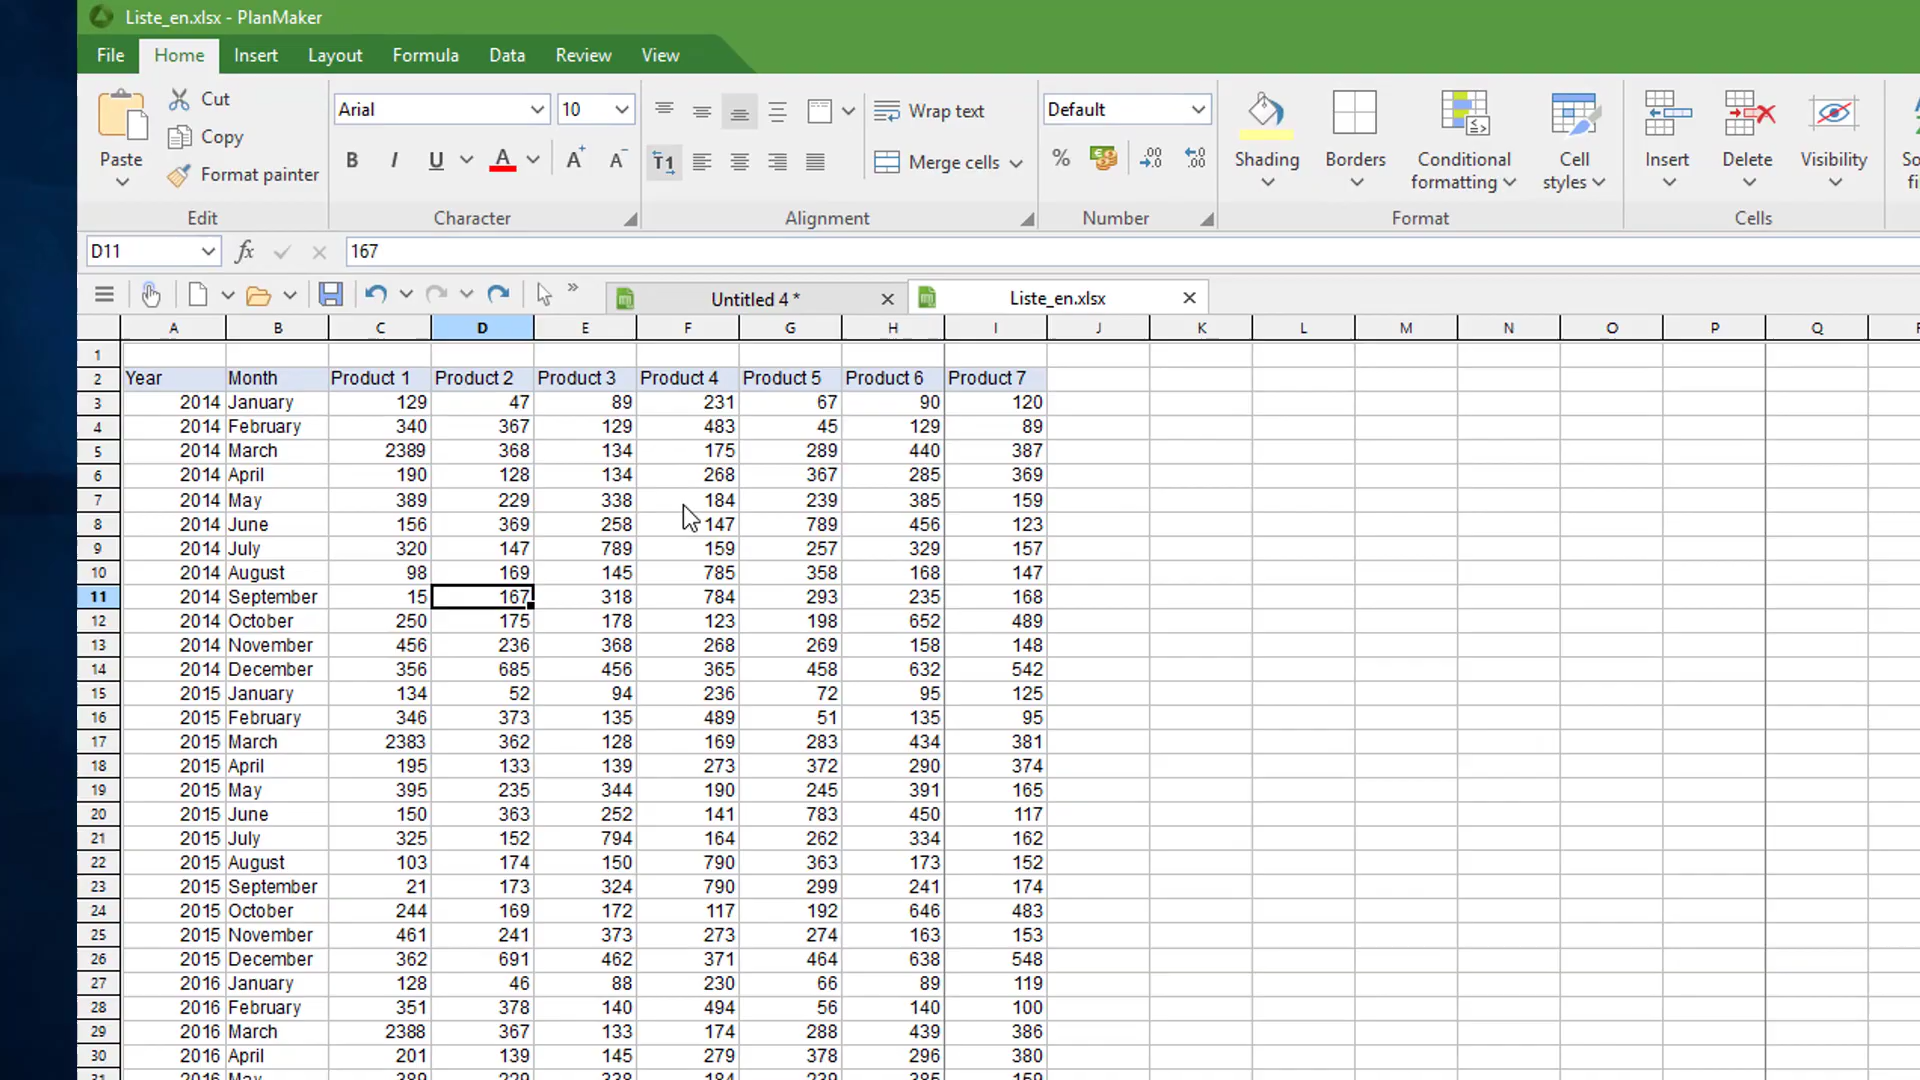 Liste_en.xlsx - PlanMaker
File Home Insert Layout Formula Data Review View
Paste Cut Copy Format painter
Edit
Arial 10
B I U A A+ A-
Character
Wrap text
Merge cells
Alignment
Default
% .00 .00
Number
Shading Borders Conditional formatting Cell styles
Format
Insert Delete Visibility
Cells
D11 fx 167
Untitled 4 * Liste_en.xlsx
A B C D E F G H I J K L M N O P Q
1
2 Year Month Product 1 Product 2 Product 3 Product 4 Product 5 Product 6 Product 7
3 2014 January 129 47 89 231 67 90 120
4 2014 February 340 367 129 483 45 129 89
5 2014 March 2389 368 134 175 289 440 387
6 2014 April 190 128 134 268 367 285 369
7 2014 May 389 229 338 184 239 385 159
8 2014 June 156 369 258 147 789 456 123
9 2014 July 320 147 789 159 257 329 157
10 2014 August 98 169 145 785 358 168 147
11 2014 September 15 167 318 784 293 235 168
12 2014 October 250 175 178 123 198 652 489
13 2014 November 456 236 368 268 269 158 148
14 2014 December 356 685 456 365 458 632 542
15 2015 January 134 52 94 236 72 95 125
16 2015 February 346 373 135 489 51 135 95
17 2015 March 2383 362 128 169 283 434 381
18 2015 April 195 133 139 273 372 290 374
19 2015 May 395 235 344 190 245 391 165
20 2015 June 150 363 252 141 783 450 117
21 2015 July 325 152 794 164 262 334 162
22 2015 August 103 174 150 790 363 173 152
23 2015 September 21 173 324 790 299 241 174
24 2015 October 244 169 172 117 192 646 483
25 2015 November 461 241 373 273 274 163 153
26 2015 December 362 691 462 371 464 638 548
27 2016 January 128 46 88 230 66 89 119
28 2016 February 351 378 140 494 56 140 100
29 2016 March 2388 367 133 174 288 439 386
30 2016 April 201 139 145 279 378 296 380
31 2016 May 389 229 338 184 239 385 159